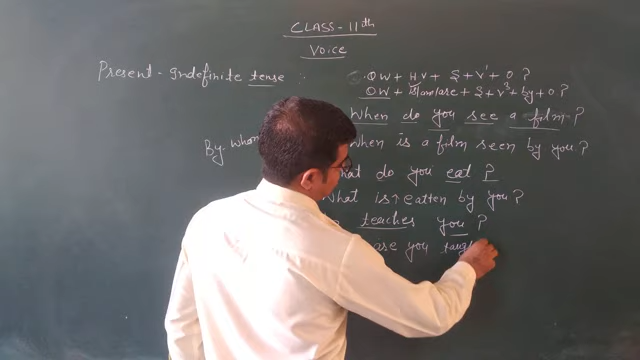 CLASS - 11th
Voice
Present - Indefinite tense :
QW + HV + S + V¹ + O ?
QW + is/am/are + S + V³ + by + O ?
When do you see a film ?
By whom
When is a film seen by you ?
do you eat ?
What is ↑ eatten by you ?
teaches you ?
are you